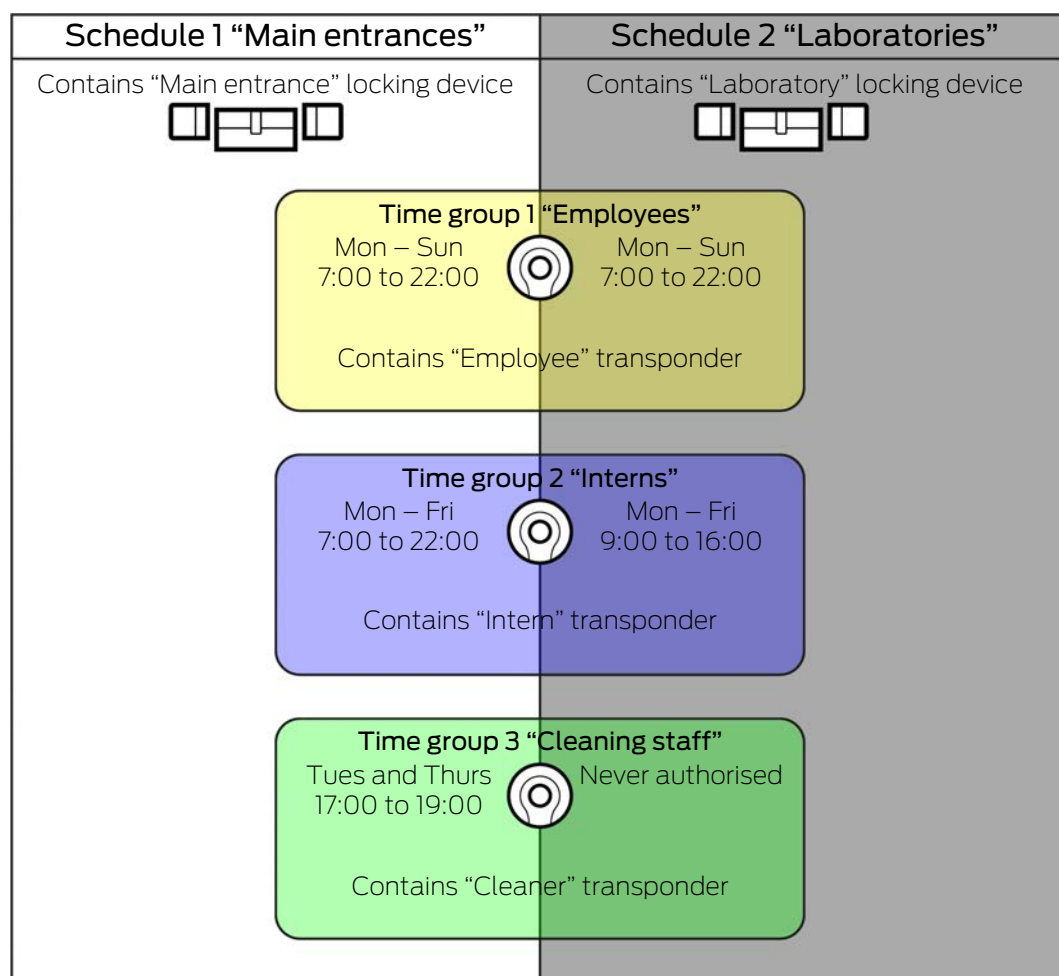 Schedule 1 “Main entrances”
Schedule 2 “Laboratories”
Contains “Main entrance” locking device
Contains “Laboratory” locking device
Time group 1 “Employees”
Mon – Sun
7:00 to 22:00
Mon – Sun
7:00 to 22:00
Contains “Employee” transponder
Time group 2 “Interns”
Mon – Fri
7:00 to 22:00
Mon – Fri
9:00 to 16:00
Contains “Intern” transponder
Time group 3 “Cleaning staff”
Tues and Thurs
17:00 to 19:00
Never authorised
Contains “Cleaner” transponder